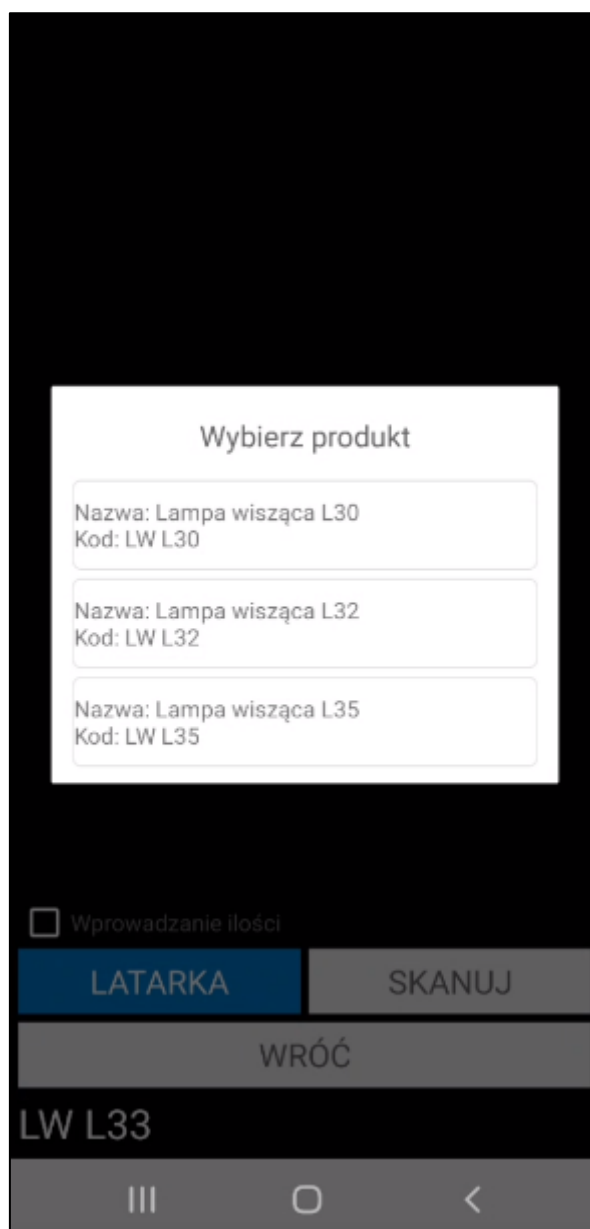 Wybierz produkt
Nazwa: Lampa wisząca L30
Kod: LW L30
Nazwa: Lampa wisząca L32
Kod: LW L32
Nazwa: Lampa wisząca L35
Kod: LW L35
Wprowadzanie ilości
LATARKA
SKANUJ
WRÓĆ
LW L33